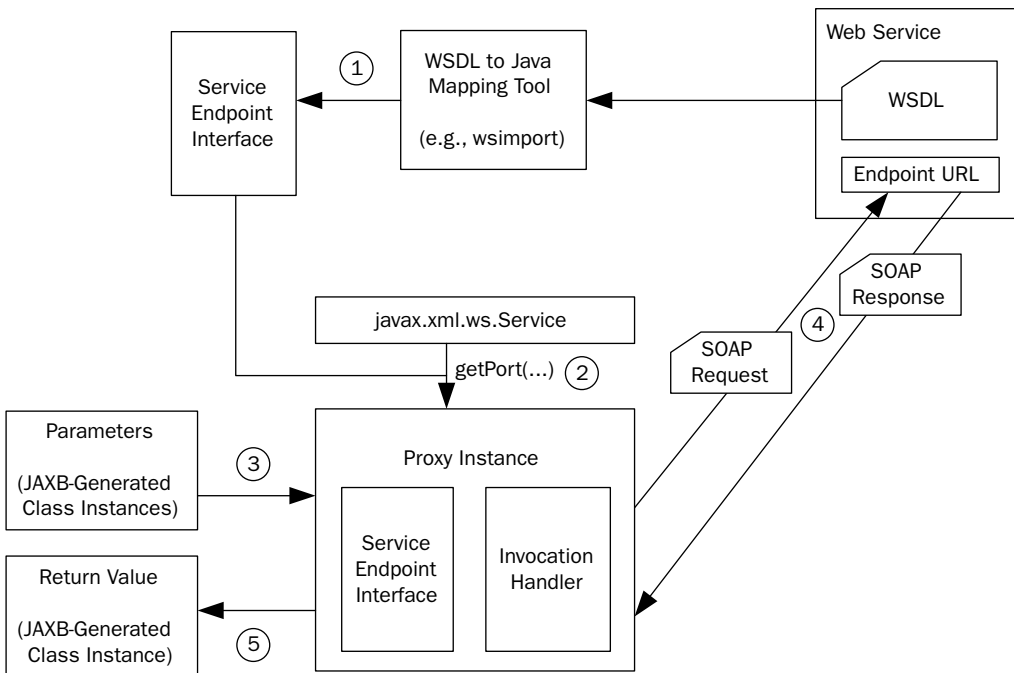 Web Service
WSDL
Endpoint URL
WSDL to Java
Mapping Tool
(e.g., wsimport)
1
Service
Endpoint
Interface
SOAP
Response
4
SOAP
Request
javax.xml.ws.Service
getPort(...)
2
Parameters
(JAXB-Generated
Class Instances)
3
Proxy Instance
Service
Endpoint
Interface
Invocation
Handler
Return Value
(JAXB-Generated
Class Instance)
5